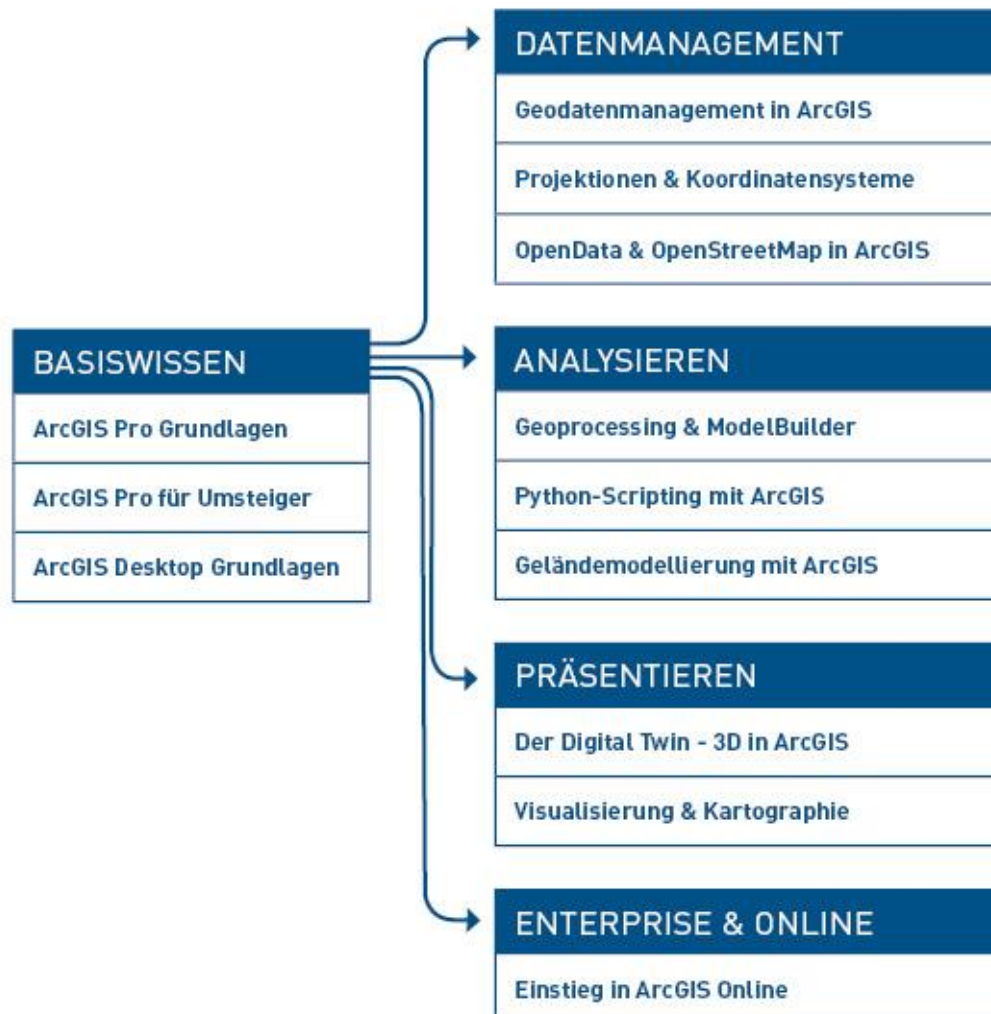 BASISWISSEN
ArcGIS Pro Grundlagen
ArcGIS Pro für Umsteiger
ArcGIS Desktop Grundlagen
DATENMANAGEMENT
Geodatenmanagement in ArcGIS
Projektionen & Koordinatensysteme
OpenData & OpenStreetMap in ArcGIS
ANALYSIEREN
Geoprocessing & ModelBuilder
Python-Scripting mit ArcGIS
Geländemodellierung mit ArcGIS
PRÄSENTIEREN
Der Digital Twin - 3D in ArcGIS
Visualisierung & Kartographie
ENTERPRISE & ONLINE
Einstieg in ArcGIS Online